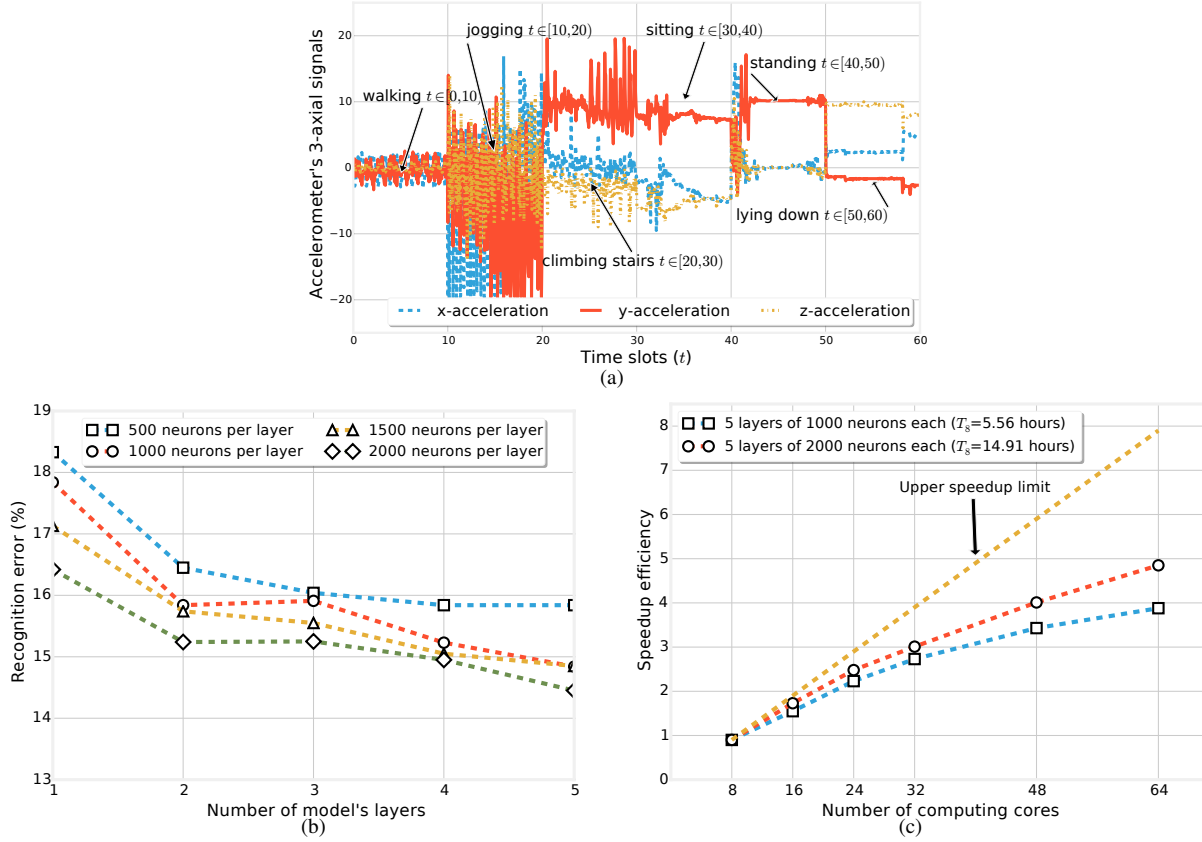 jogging t∈[10,20)
sitting t∈[30,40)
standing t∈[40,50)
walking t∈[0,10)
lying down t∈[50,60)
climbing stairs t∈[20,30)
Accelerometer's 3-axial signals
20
10
0
−10
−20
x-acceleration y-acceleration z-acceleration
0 10 20 30 40 50 60
Time slots (t)
(a)
19
18
17
16
15
14
13
Recognition error (%)
500 neurons per layer 1500 neurons per layer
1000 neurons per layer 2000 neurons per layer
1 2 3 4 5
Number of model's layers
(b)
8
7
6
5
4
3
2
1
0
Speedup efficiency
5 layers of 1000 neurons each (T₈=5.56 hours)
5 layers of 2000 neurons each (T₈=14.91 hours)
Upper speedup limit
8 16 24 32 48 64
Number of computing cores
(c)